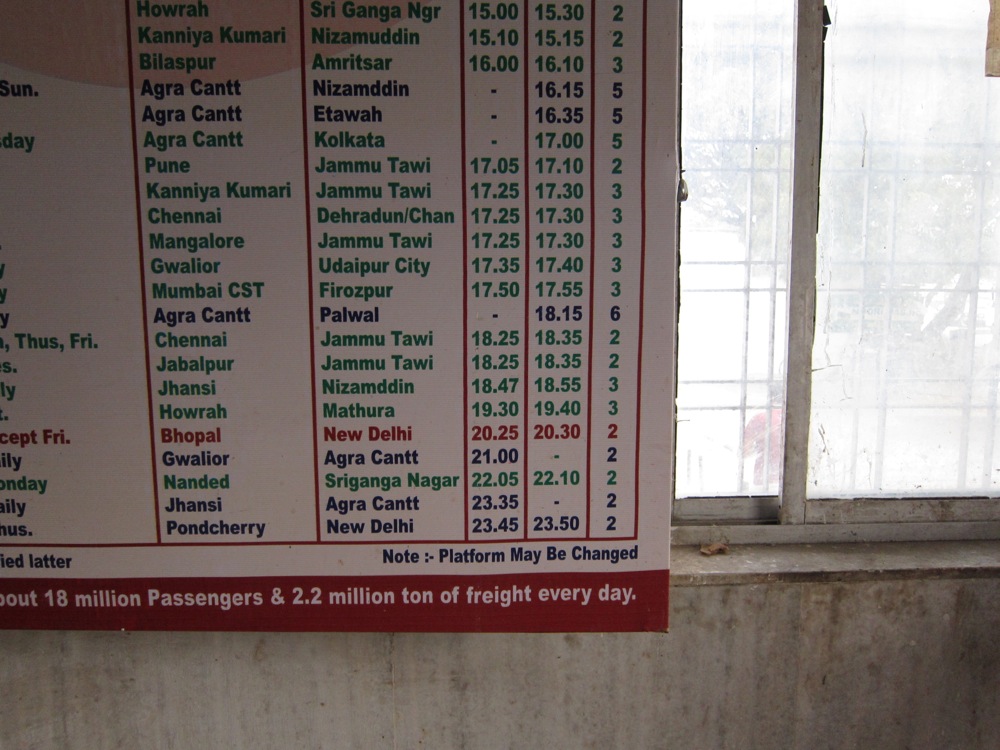 Howrah Sri Ganga Ngr 15.00 15.30 2
Kanniya Kumari Nizamuddin 15.10 15.15 2
Bilaspur Amritsar 16.00 16.10 3
Sun. Agra Cantt Nizamddin - 16.15 5
Agra Cantt Etawah - 16.35 5
sday Agra Cantt Kolkata - 17.00 5
Pune Jammu Tawi 17.05 17.10 2
Kanniya Kumari Jammu Tawi 17.25 17.30 3
Chennai Dehradun/Chan 17.25 17.30 3
. Mangalore Jammu Tawi 17.25 17.30 3
y Gwalior Udaipur City 17.35 17.40 3
y Mumbai CST Firozpur 17.50 17.55 3
y Agra Cantt Palwal - 18.15 6
, Thus, Fri. Chennai Jammu Tawi 18.25 18.35 2
es. Jabalpur Jammu Tawi 18.25 18.35 2
ly Jhansi Nizamddin 18.47 18.55 3
t. Howrah Mathura 19.30 19.40 3
cept Fri. Bhopal New Delhi 20.25 20.30 2
ily Gwalior Agra Cantt 21.00 - 2
onday Nanded Sriganga Nagar 22.05 22.10 2
aily Jhansi Agra Cantt 23.35 - 2
hus. Pondcherry New Delhi 23.45 23.50 2
ied latter Note :- Platform May Be Changed
bout 18 million Passengers & 2.2 million ton of freight every day.